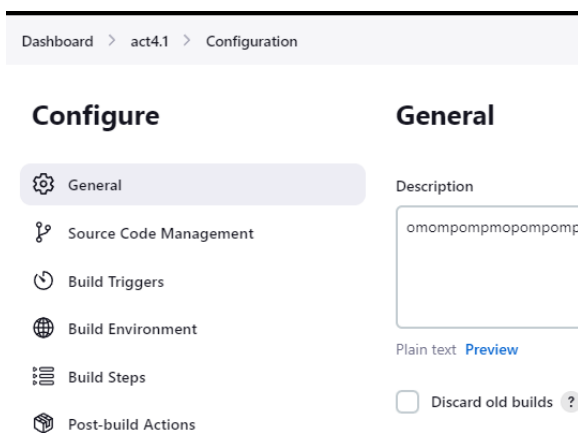 Dashboard > act4.1 > Configuration
Configure
General
Source Code Management
Build Triggers
Build Environment
Build Steps
Post-build Actions
General
Description
omompompmopompomp
Plain text Preview
Discard old builds ?